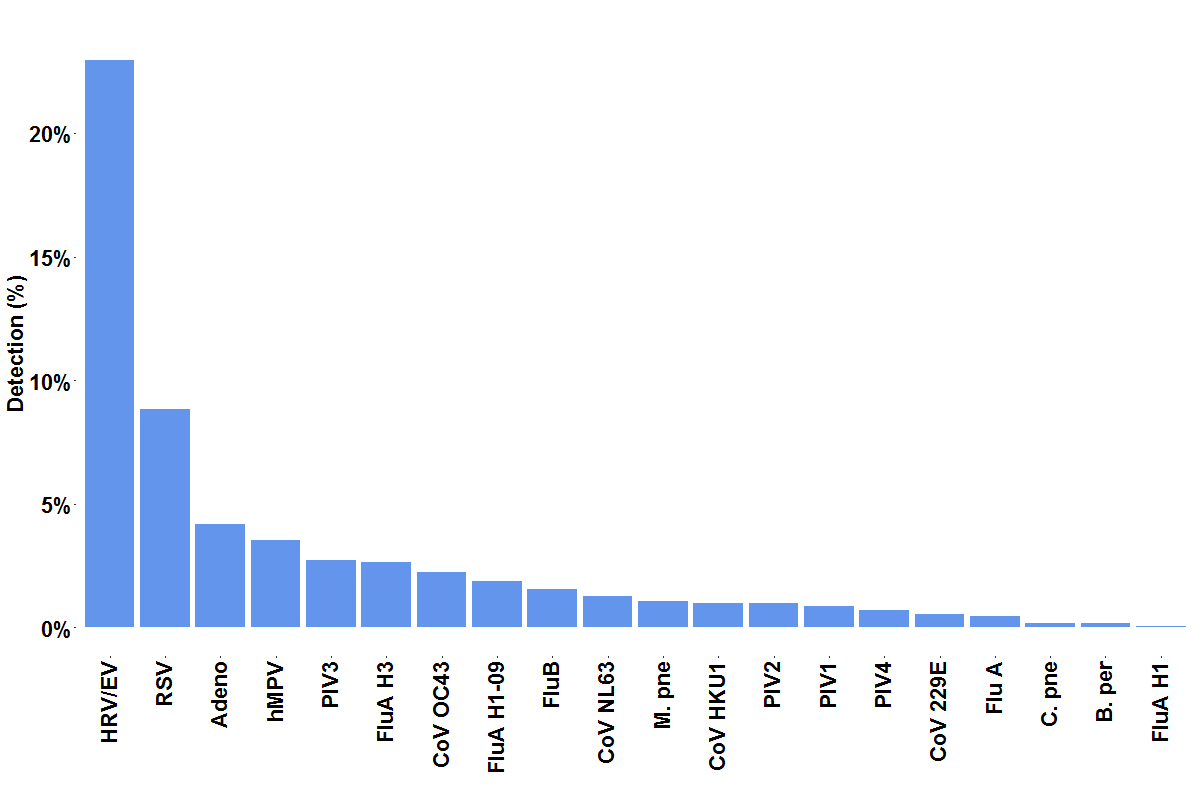 20%
15%
10%
5%
0%
Detection (%)
HRV/EV
RSV
Adeno
hMPV
PIV3
FluA H3
CoV OC43
FluA H1-09
FluB
CoV NL63
M. pne
CoV HKU1
PIV2
PIV1
PIV4
CoV 229E
Flu A
C. pne
B. per
FluA H1